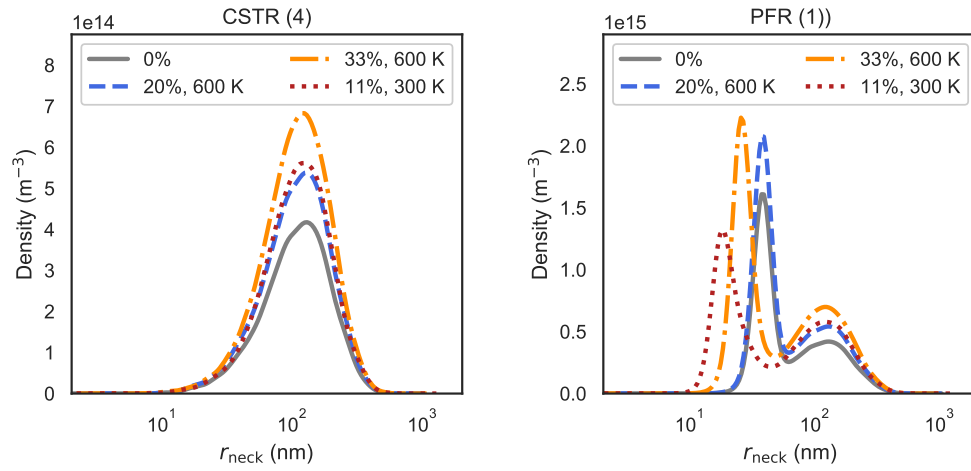 1e14
CSTR (4)
0%
20%, 600 K
33%, 600 K
11%, 300 K
8
7
6
5
4
3
2
1
0
Density (m⁻³)
10¹
10²
10³
r_neck (nm)
1e15
PFR (1))
0%
20%, 600 K
33%, 600 K
11%, 300 K
2.5
2.0
1.5
1.0
0.5
0.0
Density (m⁻³)
10¹
10²
10³
r_neck (nm)